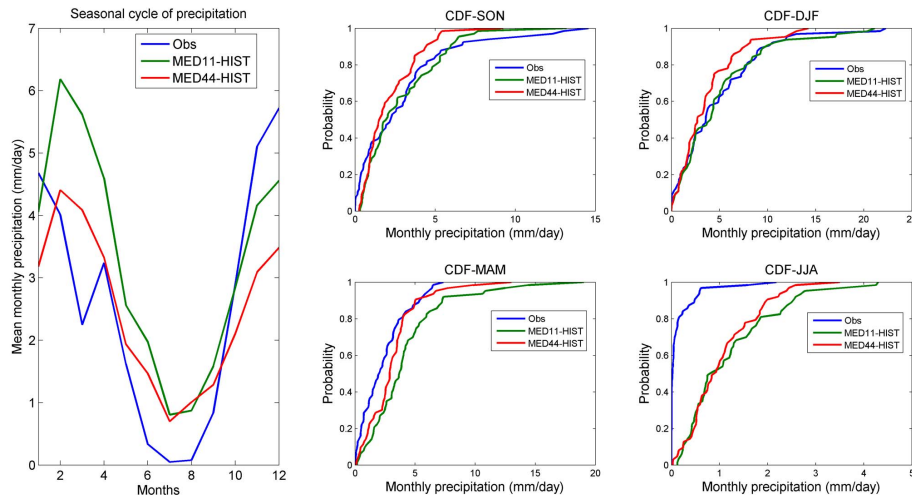 Seasonal cycle of precipitation
7
6
5
4
3
2
1
0
2
4
6
8
10
12
Mean monthly precipitation (mm/day)
Months
Obs
MED11-HIST
MED44-HIST
CDF-SON
1
0.8
0.6
0.4
0.2
0
0
5
10
15
Probability
Monthly precipitation (mm/day)
Obs
MED11-HIST
MED44-HIST
CDF-DJF
1
0.8
0.6
0.4
0.2
0
0
5
10
15
20
25
Probability
Monthly precipitation (mm/day)
Obs
MED11-HIST
MED44-HIST
CDF-MAM
1
0.8
0.6
0.4
0.2
0
0
5
10
15
20
Probability
Monthly precipitation (mm/day)
Obs
MED11-HIST
MED44-HIST
CDF-JJA
1
0.8
0.6
0.4
0.2
0
0
1
2
3
4
5
Probability
Monthly precipitation (mm/day)
Obs
MED11-HIST
MED44-HIST